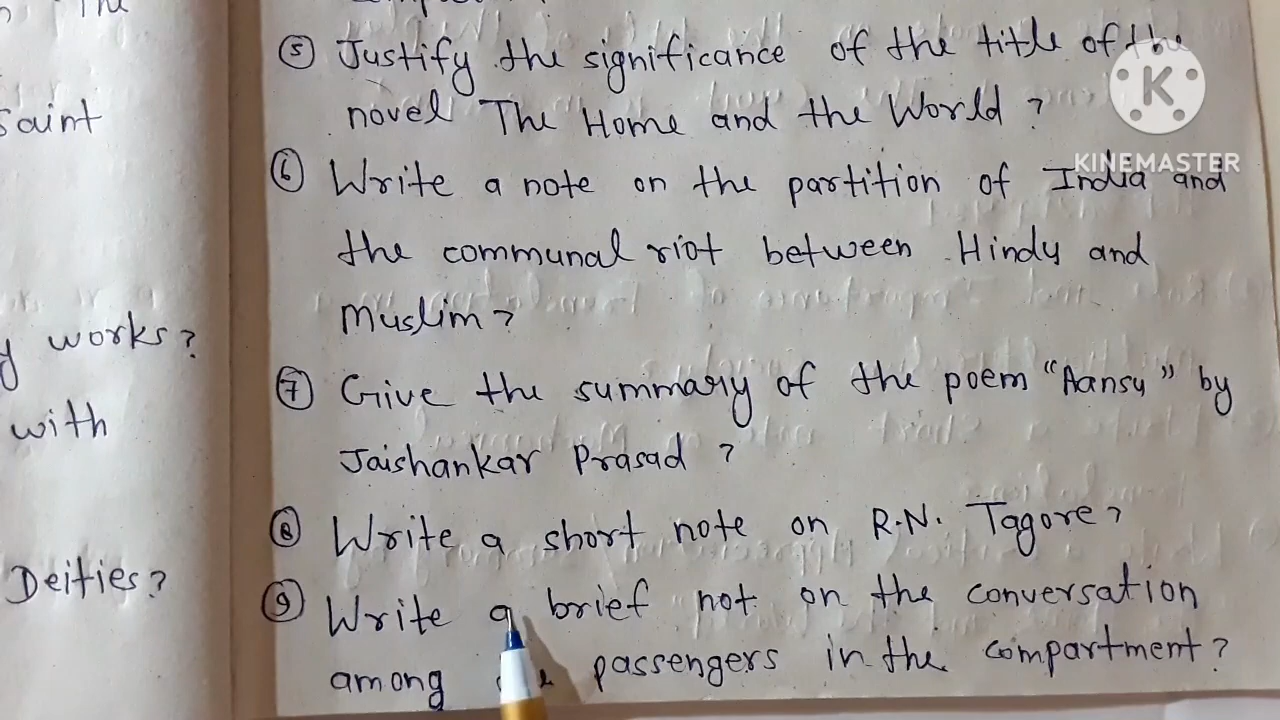 The
saint
y works?
with
Deities?
⑤ Justify the significance of the title of the
novel The Home and the World?
⑥ Write a note on the partition of India and
the communal riot between Hindu and
Muslim?
⑦ Give the summary of the poem "Aansu" by
Jaishankar Prasad?
⑧ Write a short note on R.N. Tagore?
⑨ Write a brief not on the conversation
among passengers in the compartment?
K
KINEMASTER